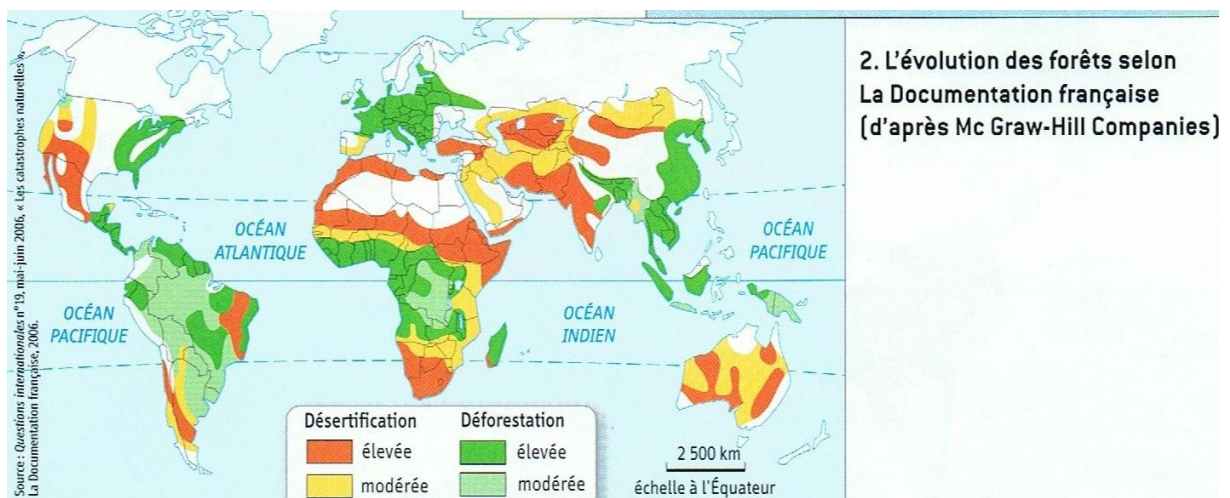 2. L'évolution des forêts selon
La Documentation française
(d'après Mc Graw-Hill Companies)
OCÉAN
ATLANTIQUE
OCÉAN
PACIFIQUE
OCÉAN
PACIFIQUE
OCÉAN
INDIEN
Désertification
élevée
modérée
Déforestation
élevée
modérée
2 500 km
échelle à l'Équateur
Source : Questions internationales n°19, mai-juin 2006, « Les catastrophes naturelles »,
La Documentation française, 2006.